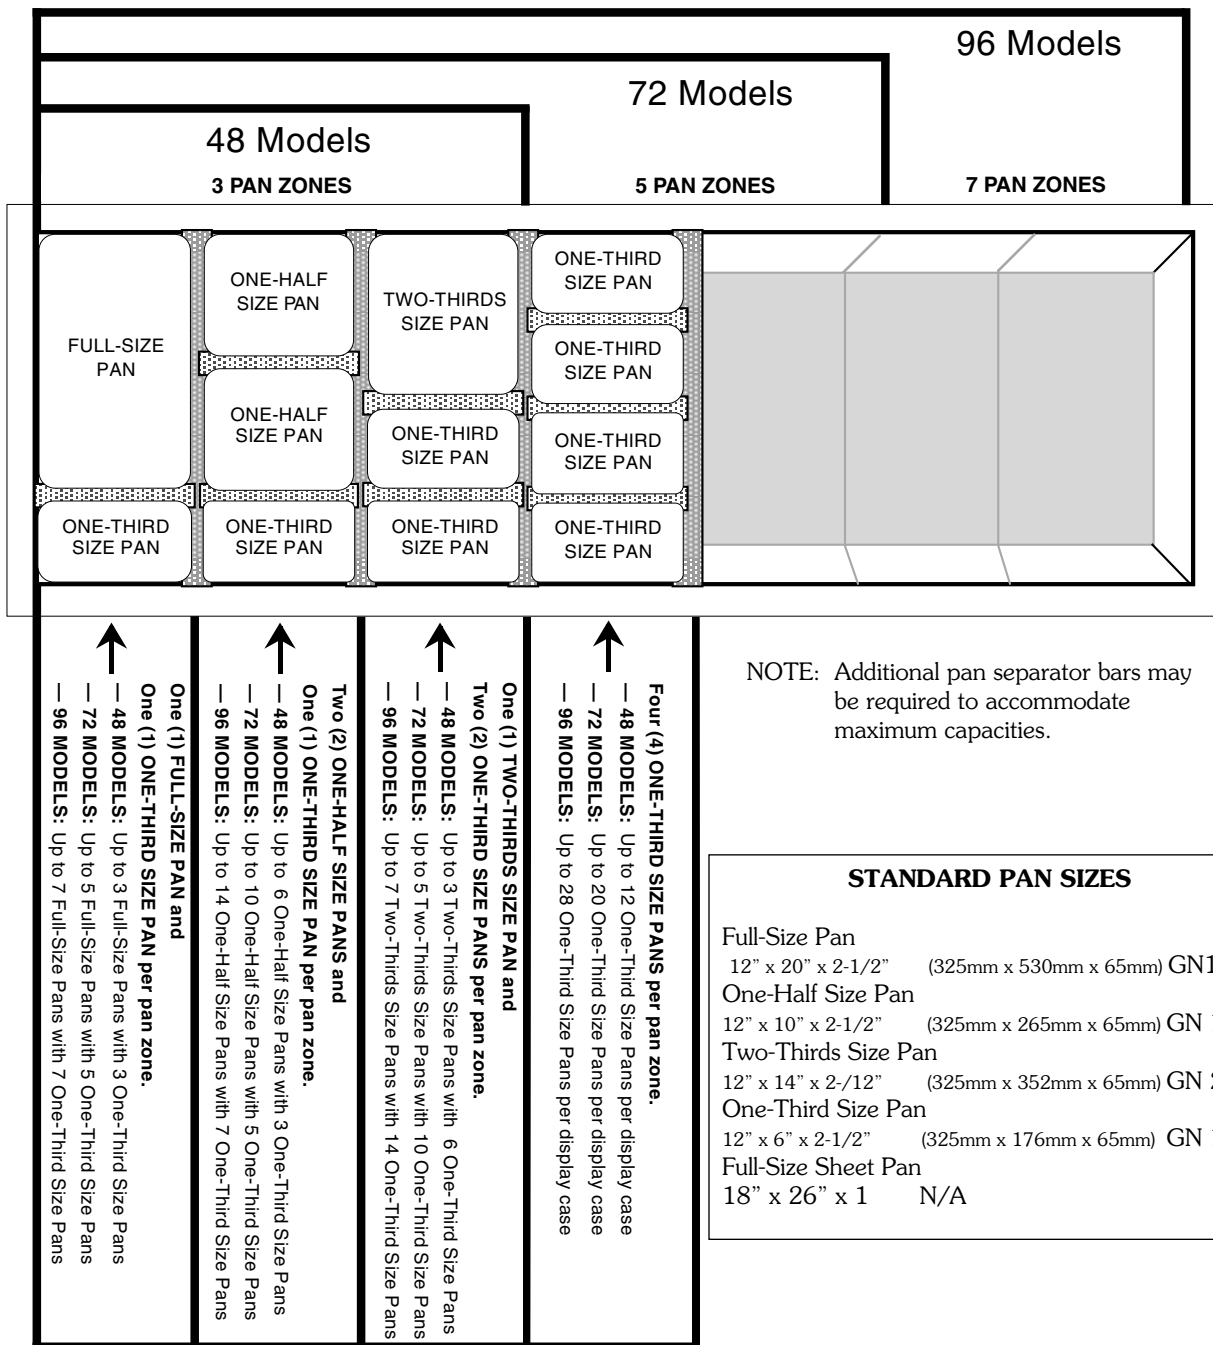 96 Models
72 Models
48 Models
3 PAN ZONES
5 PAN ZONES
7 PAN ZONES
FULL-SIZE
PAN
ONE-THIRD
SIZE PAN
ONE-HALF
SIZE PAN
ONE-HALF
SIZE PAN
ONE-THIRD
SIZE PAN
TWO-THIRDS
SIZE PAN
ONE-THIRD
SIZE PAN
ONE-THIRD
SIZE PAN
ONE-THIRD
SIZE PAN
ONE-THIRD
SIZE PAN
ONE-THIRD
SIZE PAN
ONE-THIRD
SIZE PAN
One (1) FULL-SIZE PAN and
One (1) ONE-THIRD SIZE PAN per pan zone.
— 48 MODELS: Up to 3 Full-Size Pans with 3 One-Third Size Pans
— 72 MODELS: Up to 5 Full-Size Pans with 5 One-Third Size Pans
— 96 MODELS: Up to 7 Full-Size Pans with 7 One-Third Size Pans
Two (2) ONE-HALF SIZE PANS and
One (1) ONE-THIRD SIZE PAN per pan zone.
— 48 MODELS: Up to 6 One-Half Size Pans with 3 One-Third Size Pans
— 72 MODELS: Up to 10 One-Half Size Pans with 5 One-Third Size Pans
— 96 MODELS: Up to 14 One-Half Size Pans with 7 One-Third Size Pans
One (1) TWO-THIRDS SIZE PAN and
Two (2) ONE-THIRD SIZE PANS per pan zone.
— 48 MODELS: Up to 3 Two-Thirds Size Pans with 6 One-Third Size Pans
— 72 MODELS: Up to 5 Two-Thirds Size Pans with 10 One-Third Size Pans
— 96 MODELS: Up to 7 Two-Thirds Size Pans with 14 One-Third Size Pans
Four (4) ONE-THIRD SIZE PANS per pan zone.
— 48 MODELS: Up to 12 One-Third Size Pans per display case
— 72 MODELS: Up to 20 One-Third Size Pans per display case
— 96 MODELS: Up to 28 One-Third Size Pans per display case
NOTE: Additional pan separator bars may
be required to accommodate
maximum capacities.
STANDARD PAN SIZES
Full-Size Pan
12” x 20” x 2-1/2” (325mm x 530mm x 65mm) GN1
One-Half Size Pan
12” x 10” x 2-1/2” (325mm x 265mm x 65mm) GN
Two-Thirds Size Pan
12” x 14” x 2-/12” (325mm x 352mm x 65mm) GN
One-Third Size Pan
12” x 6” x 2-1/2” (325mm x 176mm x 65mm) GN
Full-Size Sheet Pan
18” x 26” x 1 N/A